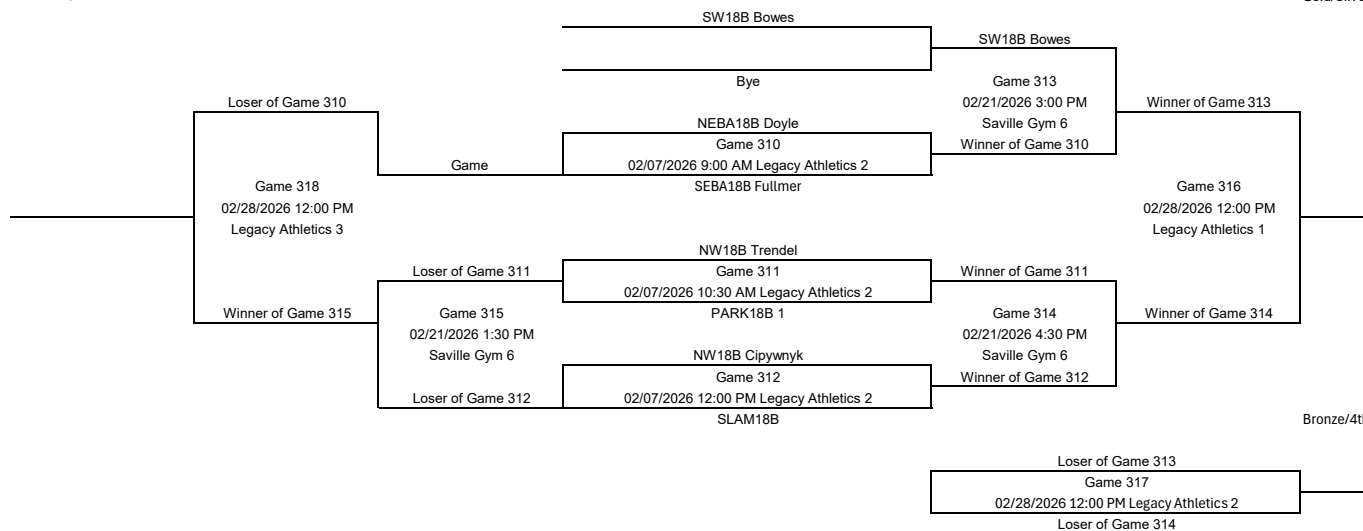 SW18B Bowes
SW18B Bowes
Bye
Game 313
Loser of Game 310
02/21/2026 3:00 PM
Winner of Game 313
NEBA18B Doyle
Saville Gym 6
Game 310
Winner of Game 310
Game
02/07/2026 9:00 AM Legacy Athletics 2
Game 318
SEBA18B Fullmer
Game 316
02/28/2026 12:00 PM
02/28/2026 12:00 PM
Legacy Athletics 3
Legacy Athletics 1
NW18B Trendel
Loser of Game 311
Game 311
Winner of Game 311
02/07/2026 10:30 AM Legacy Athletics 2
Winner of Game 315
Game 315
PARK18B 1
Game 314
Winner of Game 314
02/21/2026 1:30 PM
02/21/2026 4:30 PM
Saville Gym 6
NW18B Cipywnyk
Saville Gym 6
Game 312
Winner of Game 312
Loser of Game 312
02/07/2026 12:00 PM Legacy Athletics 2
SLAM18B
Bronze/4t
Loser of Game 313
Game 317
02/28/2026 12:00 PM Legacy Athletics 2
Loser of Game 314